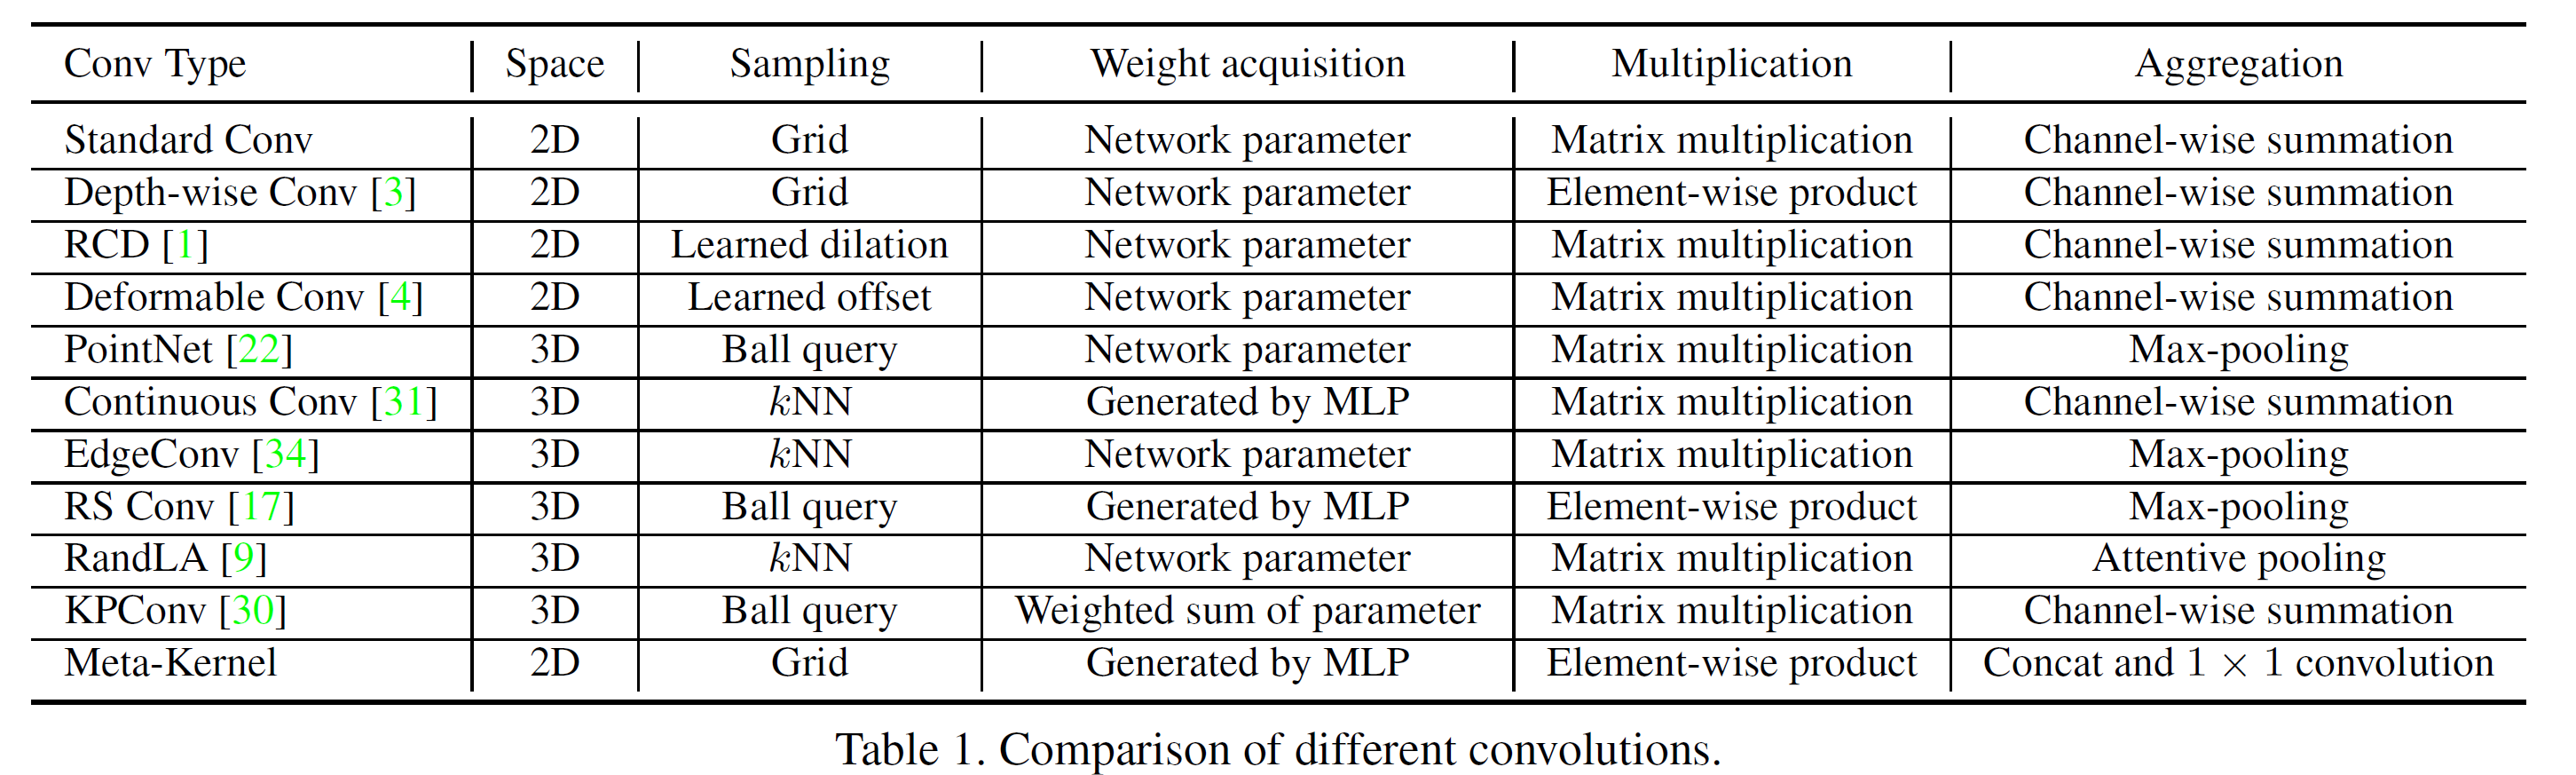 Conv Type Space Sampling Weight acquisition Multiplication Aggregation
Standard Conv 2D Grid Network parameter Matrix multiplication Channel-wise summation
Depth-wise Conv [3] 2D Grid Network parameter Element-wise product Channel-wise summation
RCD [1] 2D Learned dilation Network parameter Matrix multiplication Channel-wise summation
Deformable Conv [4] 2D Learned offset Network parameter Matrix multiplication Channel-wise summation
PointNet [22] 3D Ball query Network parameter Matrix multiplication Max-pooling
Continuous Conv [31] 3D kNN Generated by MLP Matrix multiplication Channel-wise summation
EdgeConv [34] 3D kNN Network parameter Matrix multiplication Max-pooling
RS Conv [17] 3D Ball query Generated by MLP Element-wise product Max-pooling
RandLA [9] 3D kNN Network parameter Matrix multiplication Attentive pooling
KPConv [30] 3D Ball query Weighted sum of parameter Matrix multiplication Channel-wise summation
Meta-Kernel 2D Grid Generated by MLP Element-wise product Concat and 1 × 1 convolution
Table 1. Comparison of different convolutions.